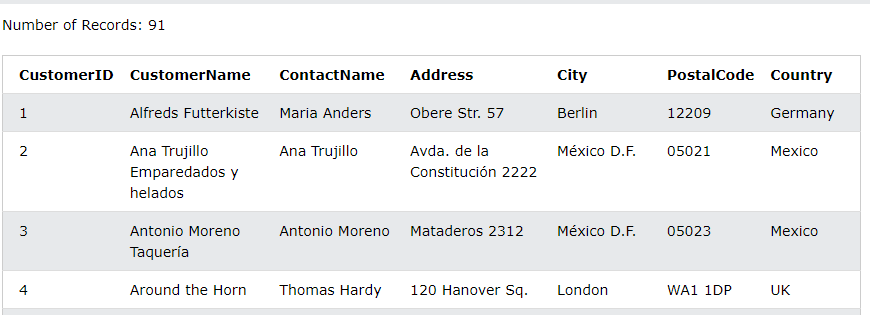 Number of Records: 91
CustomerID CustomerName ContactName Address City PostalCode Country
1 Alfreds Futterkiste Maria Anders Obere Str. 57 Berlin 12209 Germany
2 Ana Trujillo Ana Trujillo Avda. de la México D.F. 05021 Mexico
Emparedados y Constitución 2222
helados
3 Antonio Moreno Antonio Moreno Mataderos 2312 México D.F. 05023 Mexico
Taquería
4 Around the Horn Thomas Hardy 120 Hanover Sq. London WA1 1DP UK